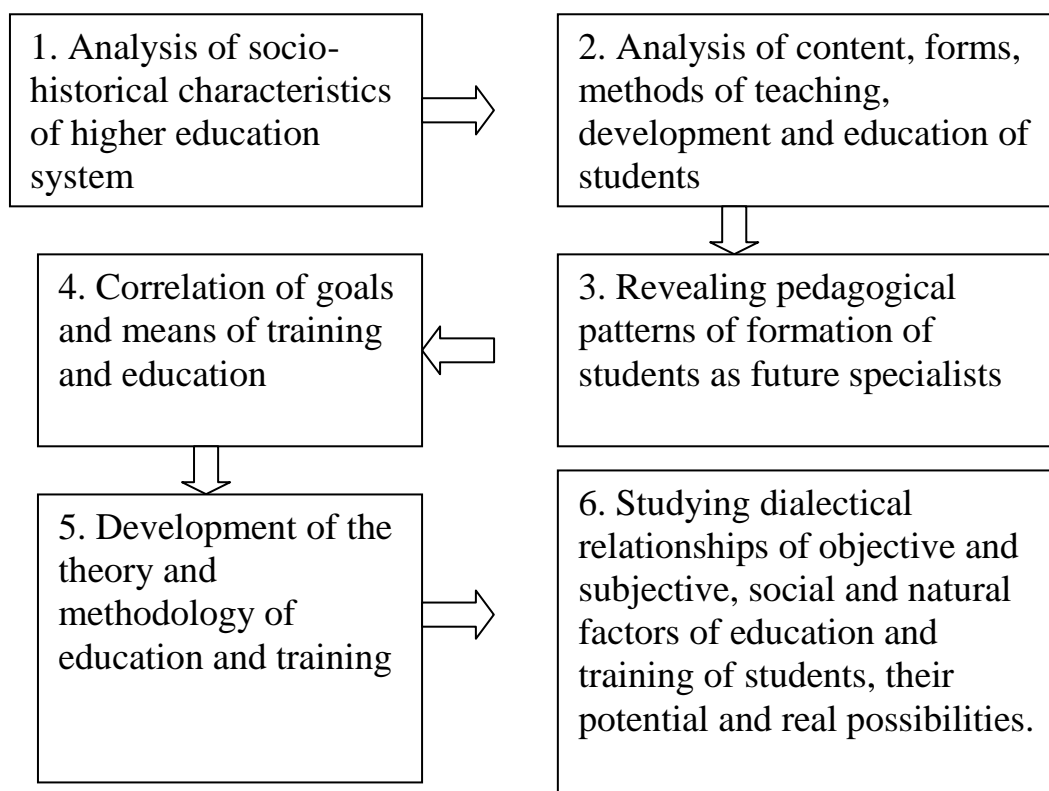 1. Analysis of socio-
historical characteristics
of higher education
system
2. Analysis of content, forms,
methods of teaching,
development and education of
students
3. Revealing pedagogical
patterns of formation of
students as future specialists
4. Correlation of goals
and means of training
and education
5. Development of the
theory and
methodology of
education and training
6. Studying dialectical
relationships of objective and
subjective, social and natural
factors of education and
training of students, their
potential and real possibilities.